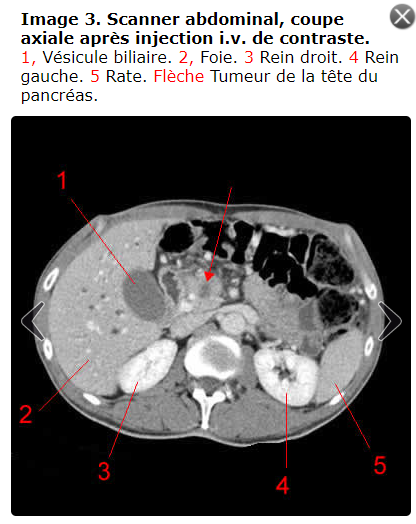 Image 3. Scanner abdominal, coupe
axiale après injection i.v. de contraste.
1, Vésicule biliaire. 2, Foie. 3 Rein droit. 4 Rein
gauche. 5 Rate. Flèche Tumeur de la tête du
pancréas.
1
2
3
4
5